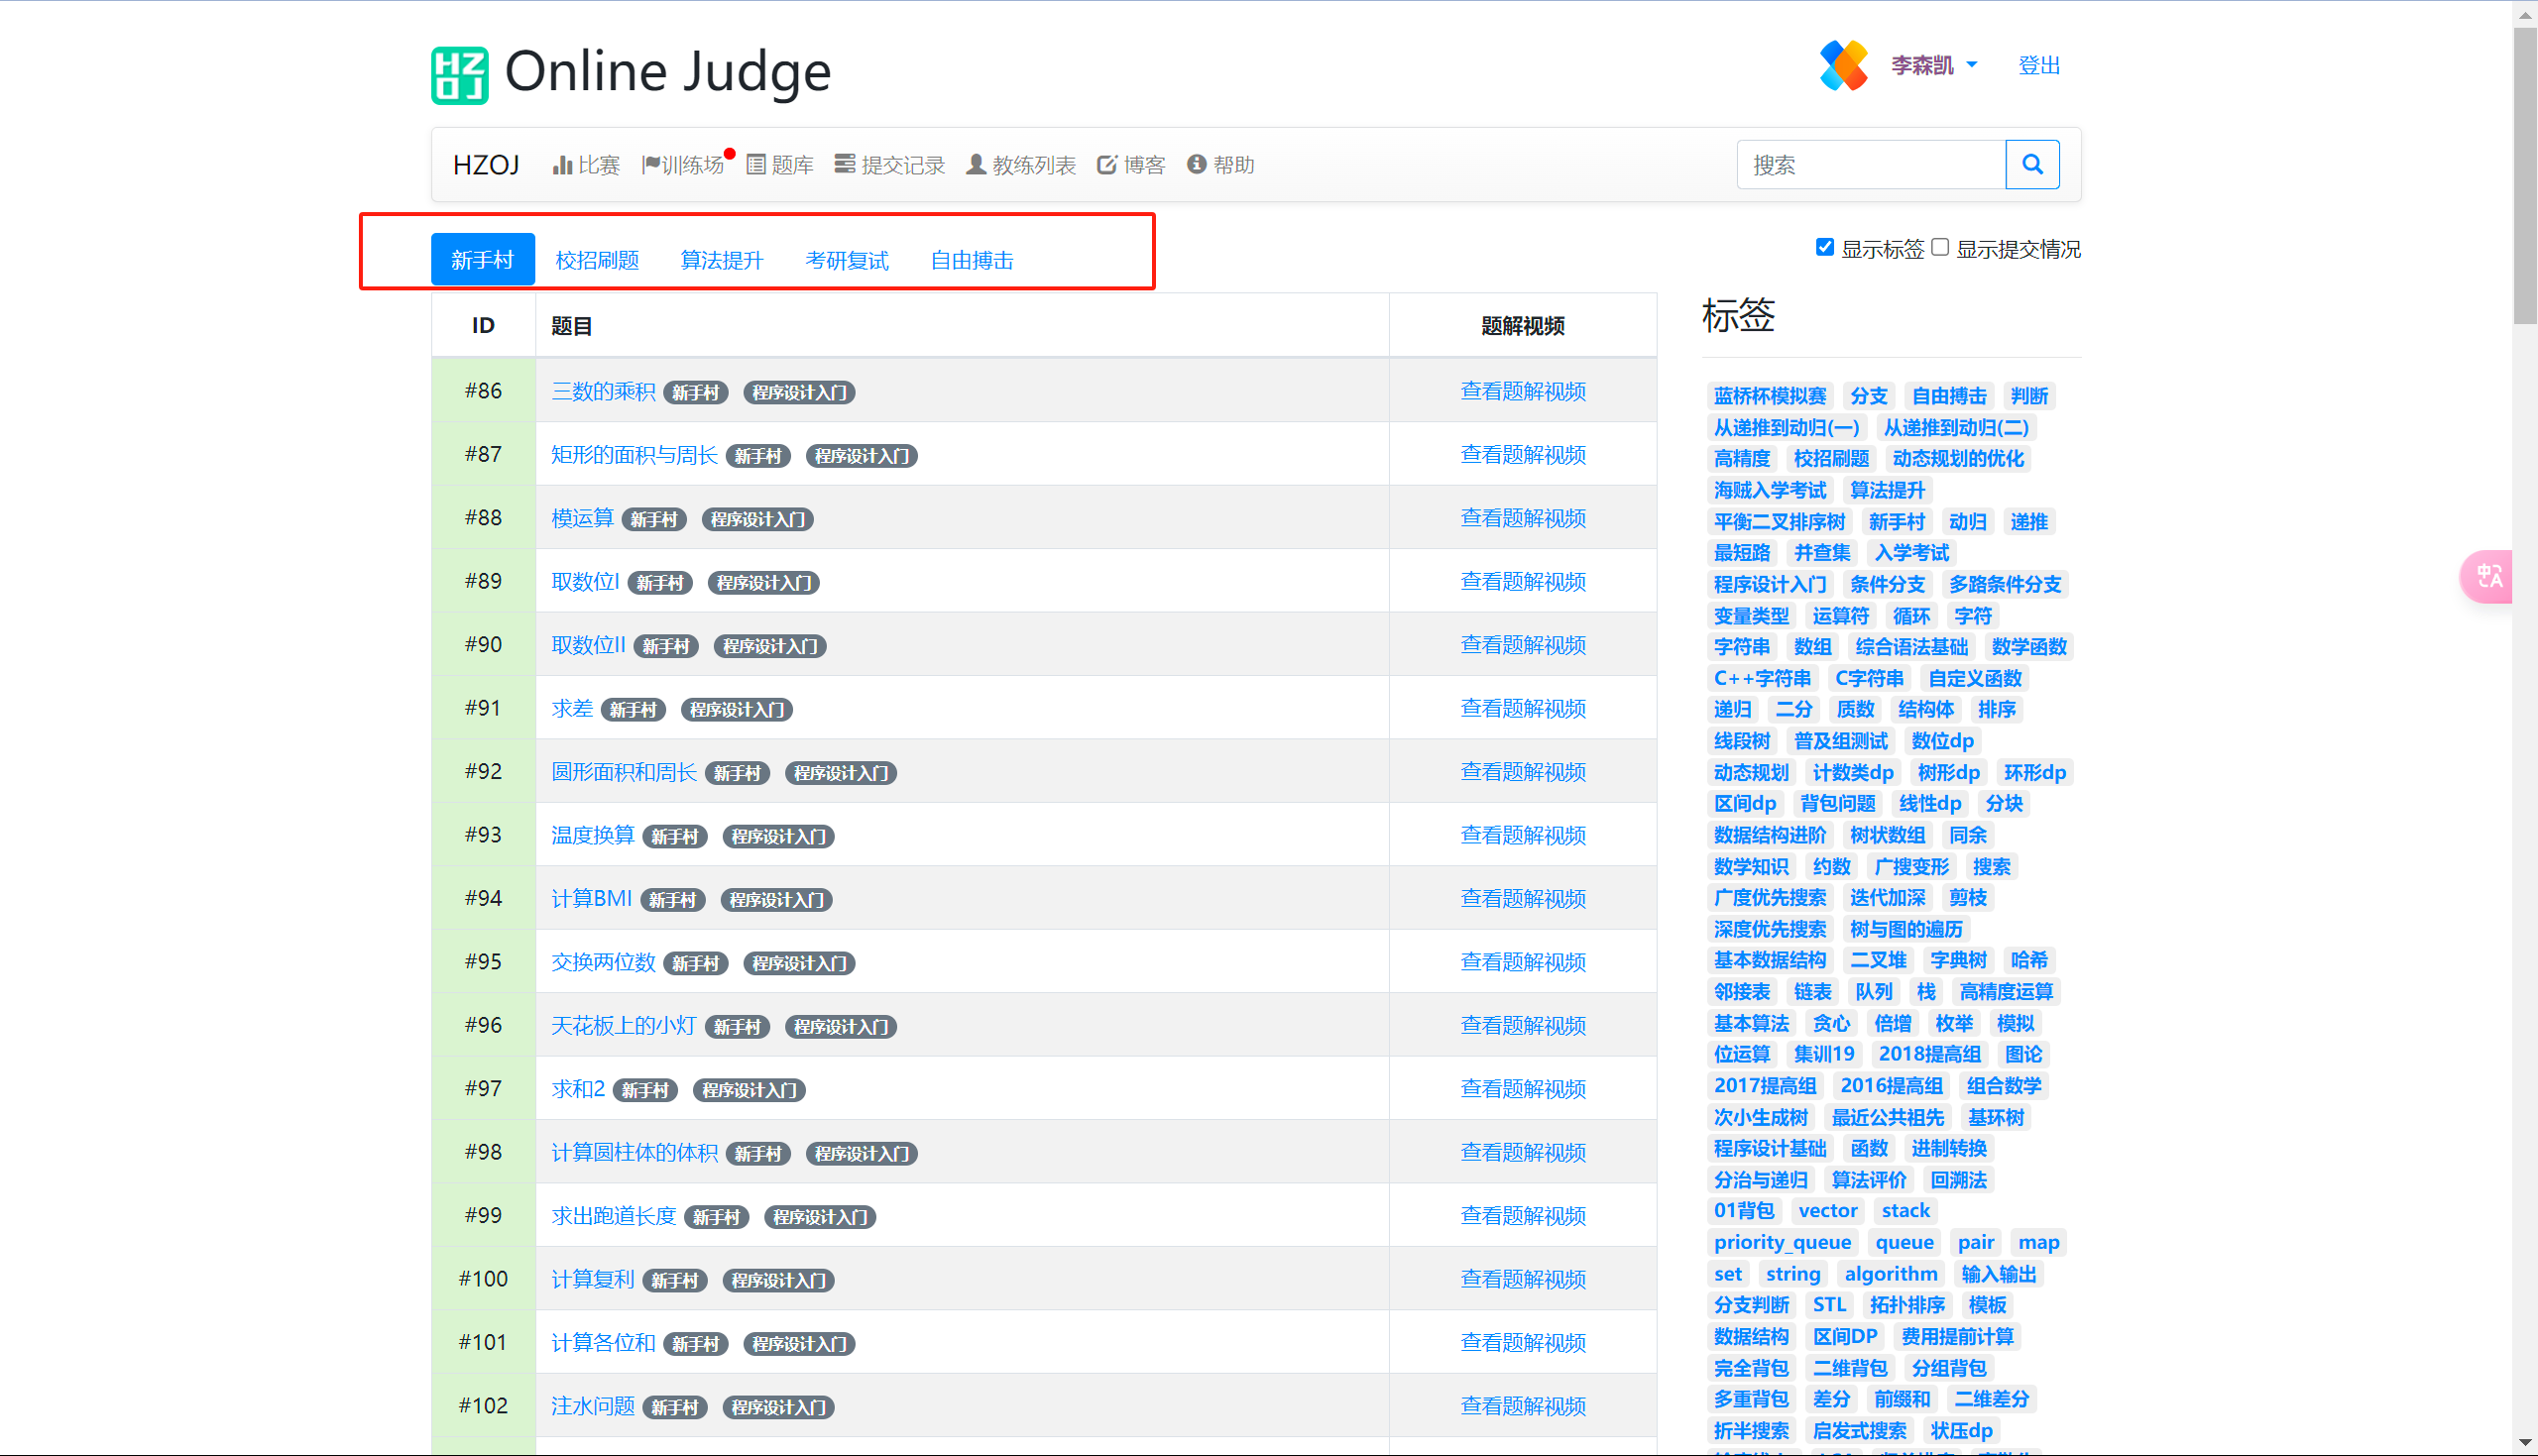 HZOJ Online Judge
李森凯 登出
HZOJ 比赛 训练场 题库 提交记录 教练列表 博客 帮助 搜索
新手村 校招刷题 算法提升 考研复试 自由搏击
显示标签 显示提交情况
ID 题目 题解视频
#86 三数的乘积 新手村 程序设计入门 查看题解视频
#87 矩形的面积与周长 新手村 程序设计入门 查看题解视频
#88 模运算 新手村 程序设计入门 查看题解视频
#89 取数位I 新手村 程序设计入门 查看题解视频
#90 取数位II 新手村 程序设计入门 查看题解视频
#91 求差 新手村 程序设计入门 查看题解视频
#92 圆形面积和周长 新手村 程序设计入门 查看题解视频
#93 温度换算 新手村 程序设计入门 查看题解视频
#94 计算BMI 新手村 程序设计入门 查看题解视频
#95 交换两位数 新手村 程序设计入门 查看题解视频
#96 天花板上的小灯 新手村 程序设计入门 查看题解视频
#97 求和2 新手村 程序设计入门 查看题解视频
#98 计算圆柱体的体积 新手村 程序设计入门 查看题解视频
#99 求出跑道长度 新手村 程序设计入门 查看题解视频
#100 计算复利 新手村 程序设计入门 查看题解视频
#101 计算各位和 新手村 程序设计入门 查看题解视频
#102 注水问题 新手村 程序设计入门 查看题解视频
标签
蓝桥杯模拟赛 分支 自由搏击 判断
从递推到动归(一) 从递推到动归(二)
高精度 校招刷题 动态规划的优化
海贼入学考试 算法提升
平衡二叉排序树 新手村 动归 递推
最短路 并查集 入学考试
程序设计入门 条件分支 多路条件分支
变量类型 运算符 循环 字符
字符串 数组 综合语法基础 数学函数
C++字符串 C字符串 自定义函数
递归 二分 质数 结构体 排序
线段树 普及组测试 数位dp
动态规划 计数类dp 树形dp 环形dp
区间dp 背包问题 线性dp 分块
数据结构进阶 树状数组 同余
数学知识 约数 广搜变形 搜索
广度优先搜索 迭代加深 剪枝
深度优先搜索 树与图的遍历
基本数据结构 二叉堆 字典树 哈希
邻接表 链表 队列 栈 高精度运算
基本算法 贪心 倍增 枚举 模拟
位运算 集训19 2018提高组 图论
2017提高组 2016提高组 组合数学
次小生成树 最近公共祖先 基环树
程序设计基础 函数 进制转换
分治与递归 算法评价 回溯法
01背包 vector stack
priority_queue queue pair map
set string algorithm 输入输出
分支判断 STL 拓扑排序 模板
数据结构 区间DP 费用提前计算
完全背包 二维背包 分组背包
多重背包 差分 前缀和 二维差分
折半搜索 启发式搜索 状压dp
中A